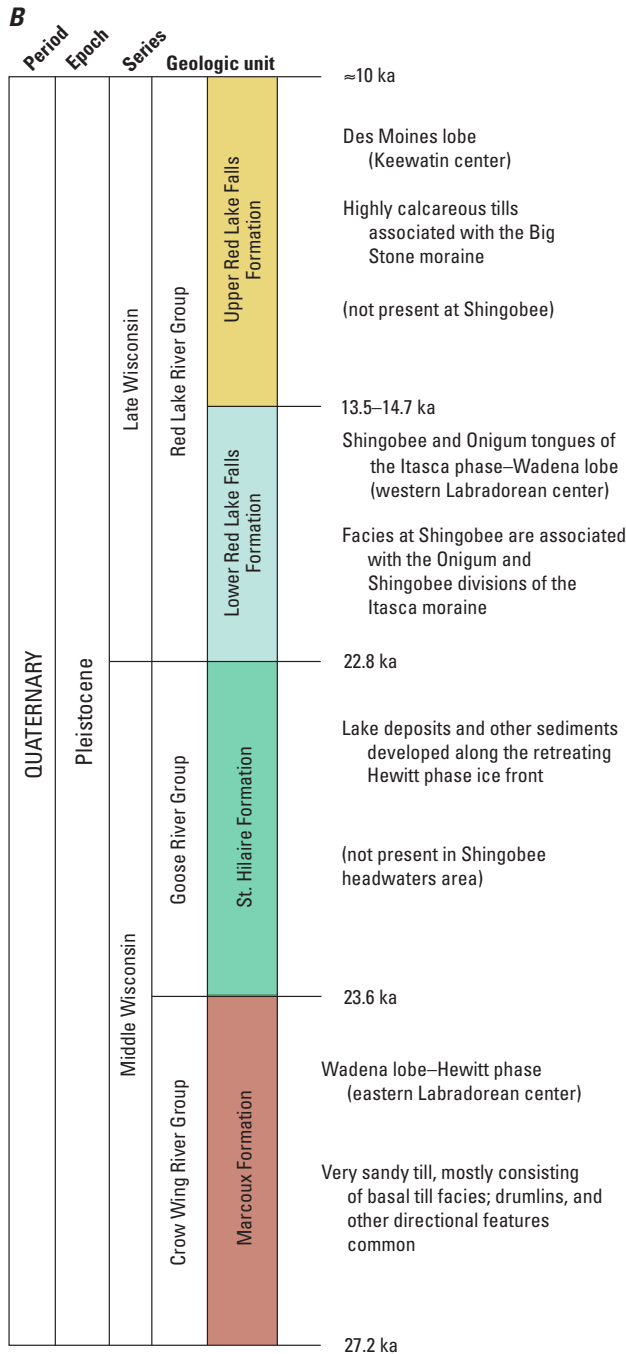 B
Period
Epoch
Series
Geologic unit
≈10 ka
QUATERNARY
Pleistocene
Late Wisconsin
Red Lake River Group
Upper Red Lake Falls
Formation
Des Moines lobe
(Keewatin center)
Highly calcareous tills
associated with the Big
Stone moraine
(not present at Shingobee)
13.5–14.7 ka
Lower Red Lake Falls
Formation
Shingobee and Onigum tongues of
the Itasca phase–Wadena lobe
(western Labradorean center)
Facies at Shingobee are associated
with the Onigum and
Shingobee divisions of the
Itasca moraine
22.8 ka
Middle Wisconsin
Goose River Group
St. Hilaire Formation
Lake deposits and other sediments
developed along the retreating
Hewitt phase ice front
(not present in Shingobee
headwaters area)
23.6 ka
Crow Wing River Group
Marcoux Formation
Wadena lobe–Hewitt phase
(eastern Labradorean center)
Very sandy till, mostly consisting
of basal till facies; drumlins, and
other directional features
common
27.2 ka